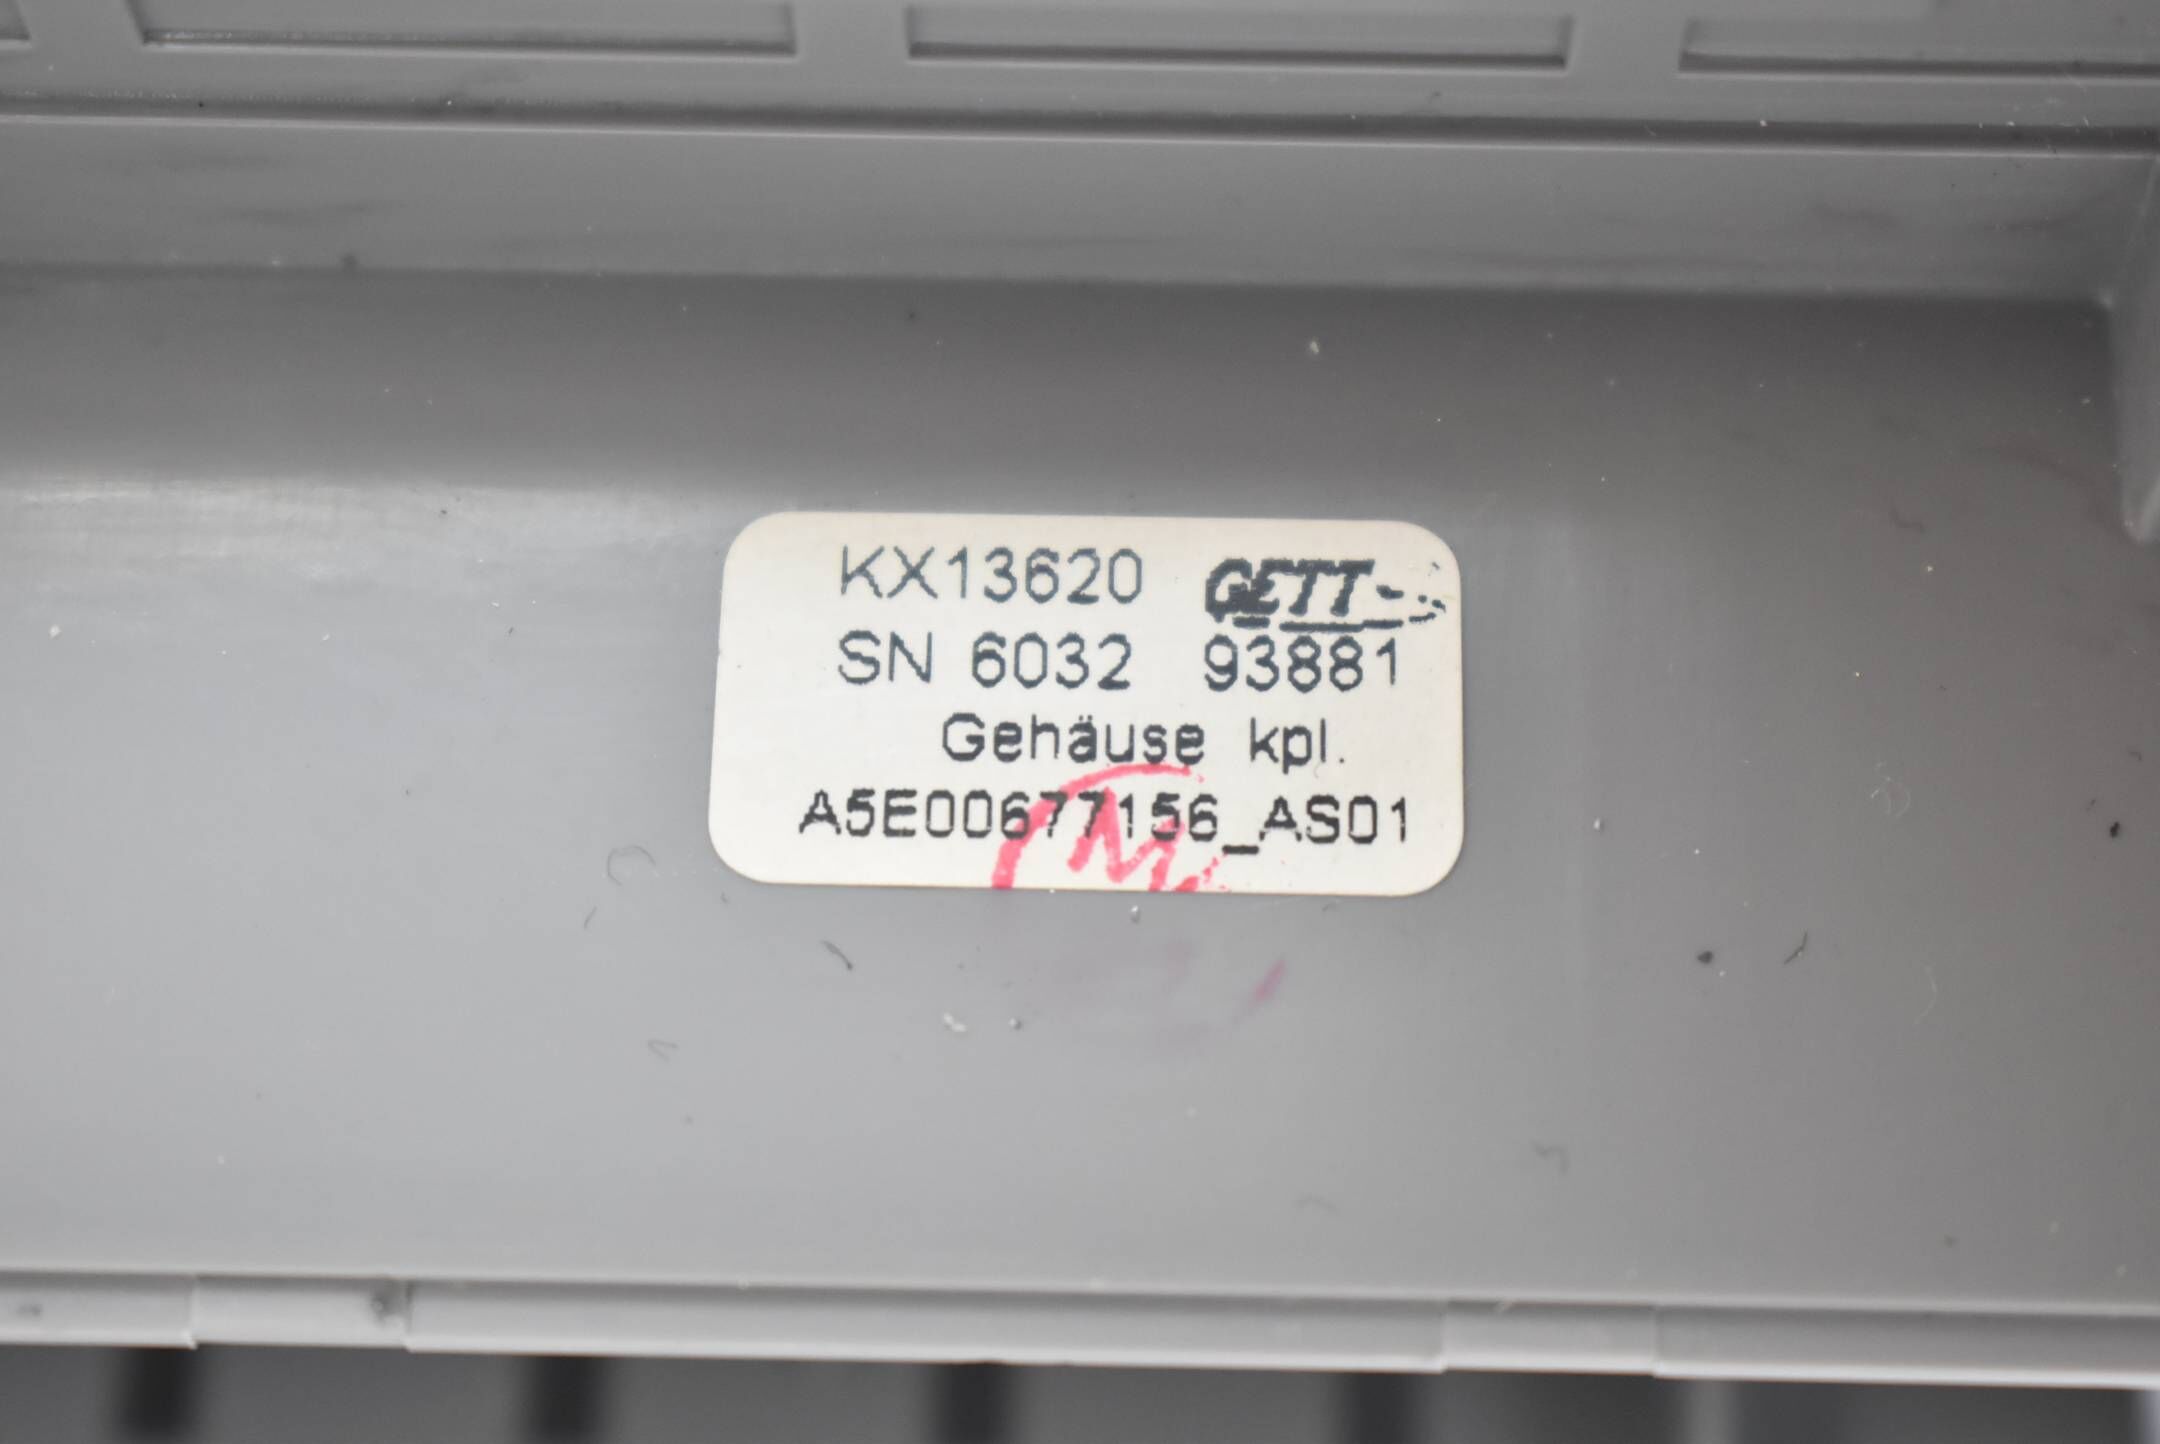 KX13620 GETT
SN 6032 93881
Gehäuse kpl.
A5E00677156_AS01